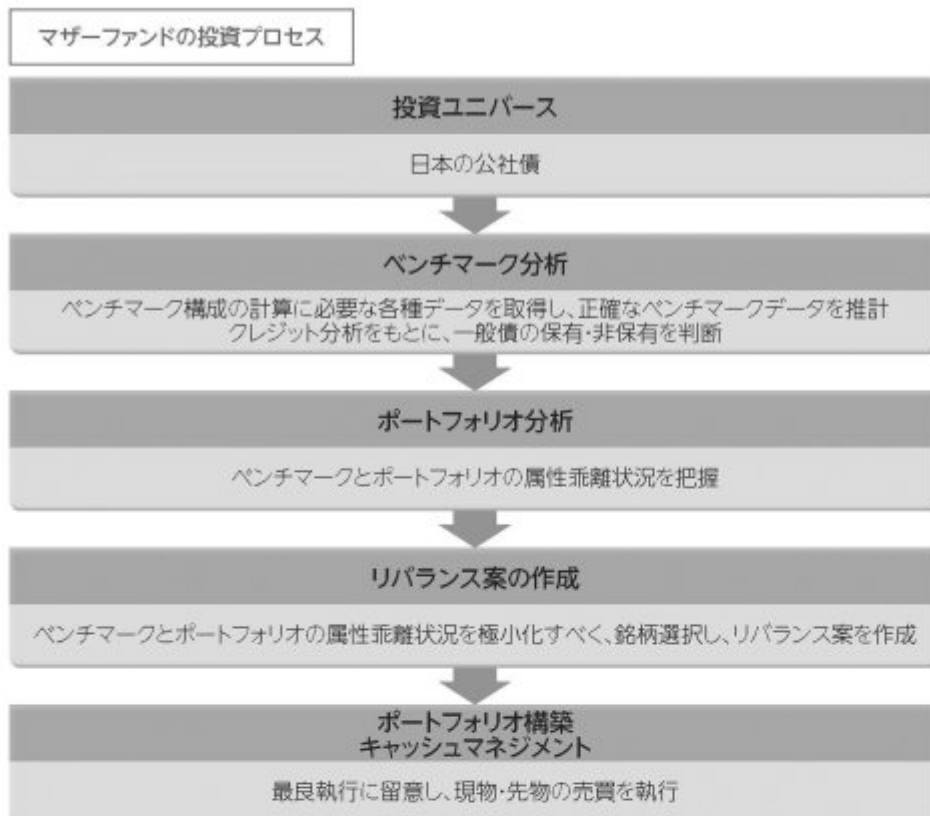 マザーファンドの投資プロセス
投資ユニバース
日本の公社債
ベンチマーク分析
ベンチマーク構成の計算に必要な各種データを取得し、正確なベンチマークデータを推計
クレジット分析をもとに、一般債の保有・非保有を判断
ポートフォリオ分析
ベンチマークとポートフォリオの属性乖離状況を把握
リバランス案の作成
ベンチマークとポートフォリオの属性乖離状況を極小化すべく、銘柄選択し、リバランス案を作成
ポートフォリオ構築
キャッシュマネジメント
最良執行に留意し、現物・先物の売買を執行